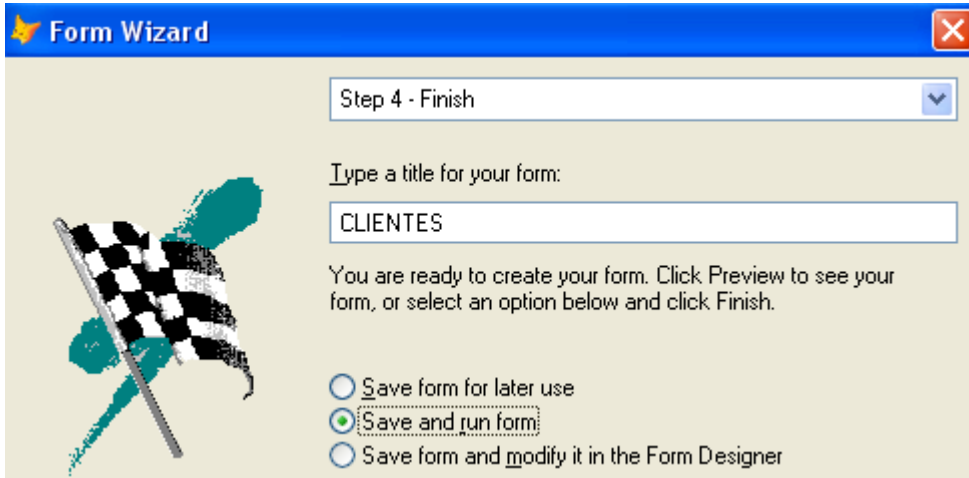 Form Wizard
Step 4 - Finish
Type a title for your form:
CLIENTES
You are ready to create your form. Click Preview to see your
form, or select an option below and click Finish.
Save form for later use
Save and run form
Save form and modify it in the Form Designer